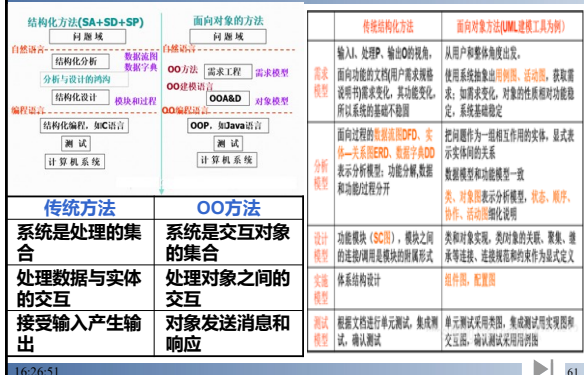 结构化方法(SA+SD+SP)
面向对象的方法
问 题 域
问 题 域
自然语言
自然语言
结构化分析
数据流图
数据字典
分析与设计的鸿沟
结构化设计
模块和过程
编程语言
结构化编程，如C语言
测 试
计 算 机 系 统
OO方法
需求工程
需求模型
OO建模语言
OOA&D
对象模型
OO编程语言
OOP，如Java语言
测 试
计 算 机 系 统
传统方法
OO方法
系统是处理的集合
系统是交互对象的集合
处理数据与实体的交互
处理对象之间的交互
接受输入产生输出
对象发送消息和响应
传统结构化方法
面向对象方法(UML建模工具为例)
需求模型
输入I、处理P、输出O的视角，
面向功能的文档(用户需求规格
说明书)需求变化，其功能变化，
所以系统的基础不稳固
从用户和整体角度出发。
使用系统抽象出用例图、活动图，获取需
求；如需求变化，对象的性质相对功能稳
定，系统基础稳定
分析模型
面向过程的数据流图DFD、实
体—关系图ERD、数据字典DD
表示分析模型；功能分解,数据
和功能/过程分开
把问题作为一组相互作用的实体，显式表
示实体间的关系
数据模型和功能模型一致
类、对象图表示分析模型，状态、顺序、
协作、活动图细化说明
设计模型
功能模块（SC图），模块之间
的连接/调用是模块的附属形式
类和对象实现，类/对象的关联、聚集、继
承等连接、连接规范和约束作为显式定义
实施模型
体系结构设计
组件图，配置图
测试模型
根据文档进行单元测试，集成测
试，确认测试
单元测试采用类图，集成测试用实现图和
交互图，确认测试采用用例图
16:26:51
61